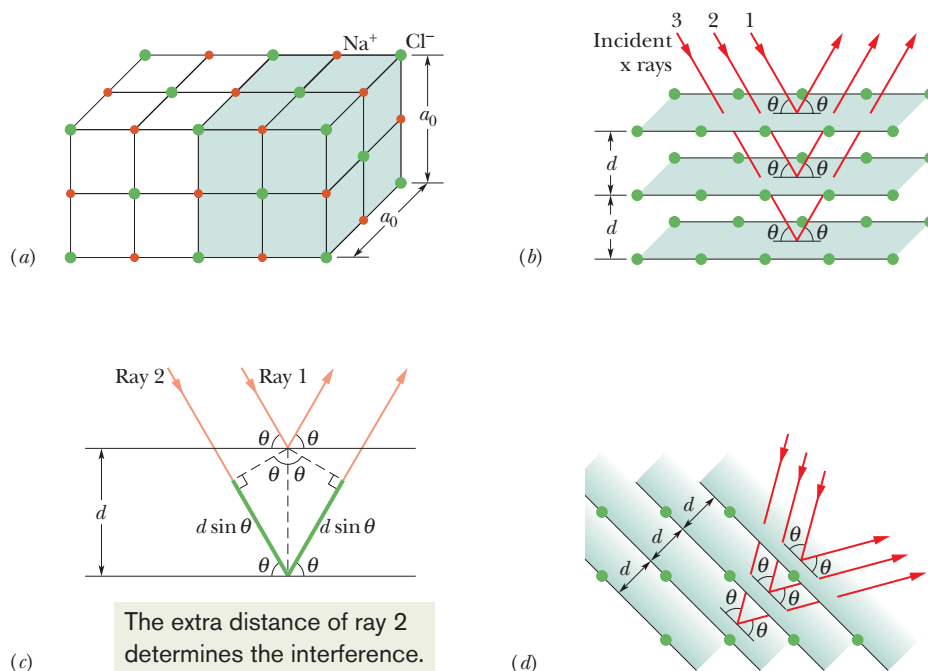 Na⁺ Cl⁻
a₀
a₀
(a)
3 2 1
Incident
x rays
θ θ
d
θ θ
d
θ θ
(b)
Ray 2 Ray 1
θ θ
θ θ
d
d sin θ d sin θ
θ θ
The extra distance of ray 2
determines the interference.
(c)
d
d
d
θ
θ
θ
θ
θ
θ
(d)